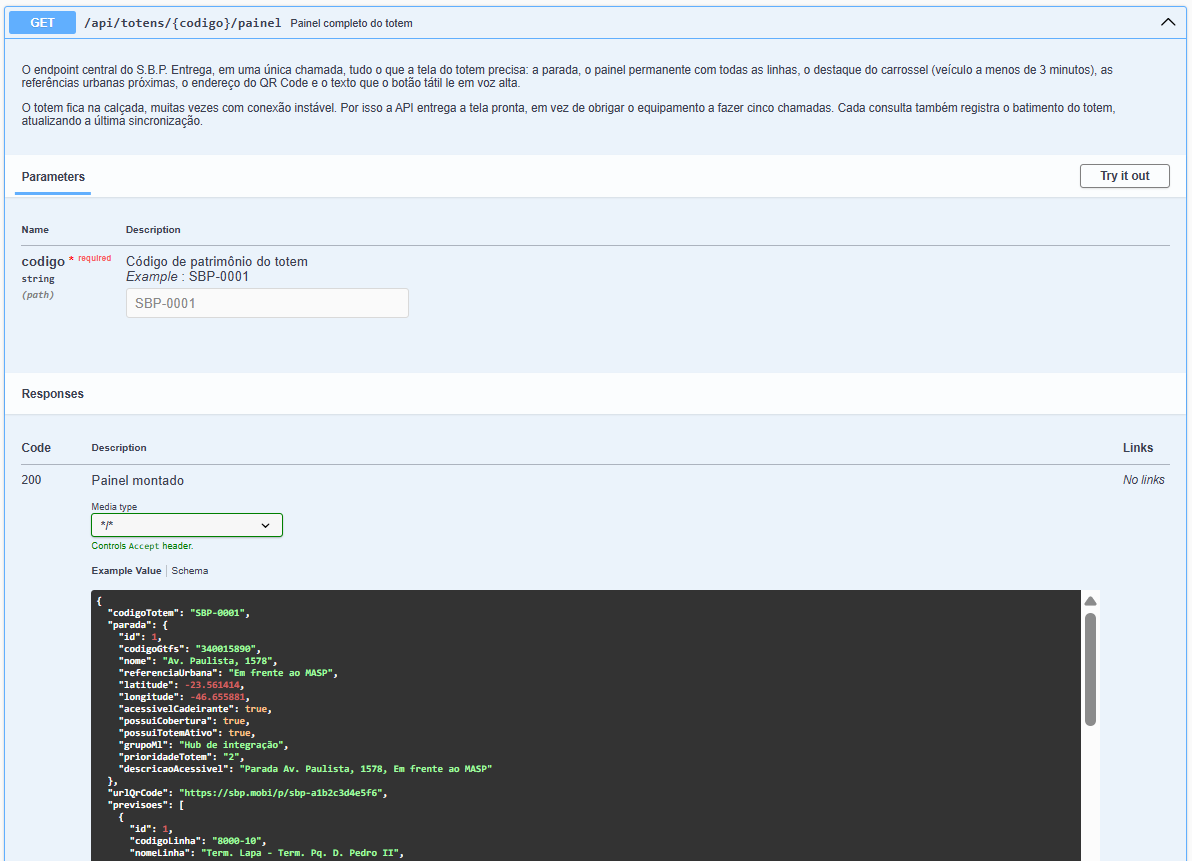 GET /api/totens/{codigo}/painel Painel completo do totem
O endpoint central do S.B.P. Entrega, em uma única chamada, tudo o que a tela do totem precisa: a parada, o painel permanente com todas as linhas, o destaque do carrossel (veículo a menos de 3 minutos), as
referências urbanas próximas, o endereço do QR Code e o texto que o botão tátil le em voz alta.
O totem fica na calçada, muitas vezes com conexão instável. Por isso a API entrega a tela pronta, em vez de obrigar o equipamento a fazer cinco chamadas. Cada consulta também registra o batimento do totem,
atualizando a última sincronização.
Parameters
Try it out
Name Description
codigo * required Código de patrimônio do totem
string Example : SBP-0001
(path) SBP-0001
Responses
Code Description Links
200 Painel montado No links
Media type
*/*
Controls Accept header.
Example Value Schema
{
"codigoTotem": "SBP-0001",
"parada": {
"id": 1,
"codigoGtfs": "340015890",
"nome": "Av. Paulista, 1578",
"referenciaUrbana": "Em frente ao MASP",
"latitude": -23.561414,
"longitude": -46.655881,
"acessivelCadeirante": true,
"possuiCobertura": true,
"possuiTotemAtivo": true,
"grupoMl": "Hub de integração",
"prioridadeTotem": "2",
"descricaoAcessivel": "Parada Av. Paulista, 1578, Em frente ao MASP"
},
"urlQrCode": "https://sbp.mobi/p/sbp-a1b2c3d4e5f6",
"previsoes": [
{
"id": 1,
"codigoLinha": "8000-10",
"nomeLinha": "Term. Lapa - Term. Pq. D. Pedro II",